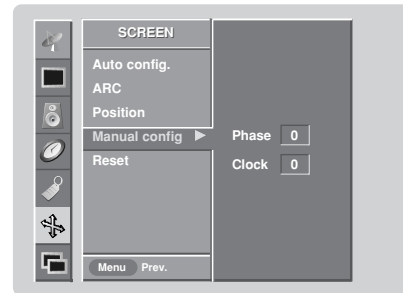 SCREEN
Auto config.
ARC
Position
Manual config ▶
Reset
Phase 0
Clock 0
Menu Prev.